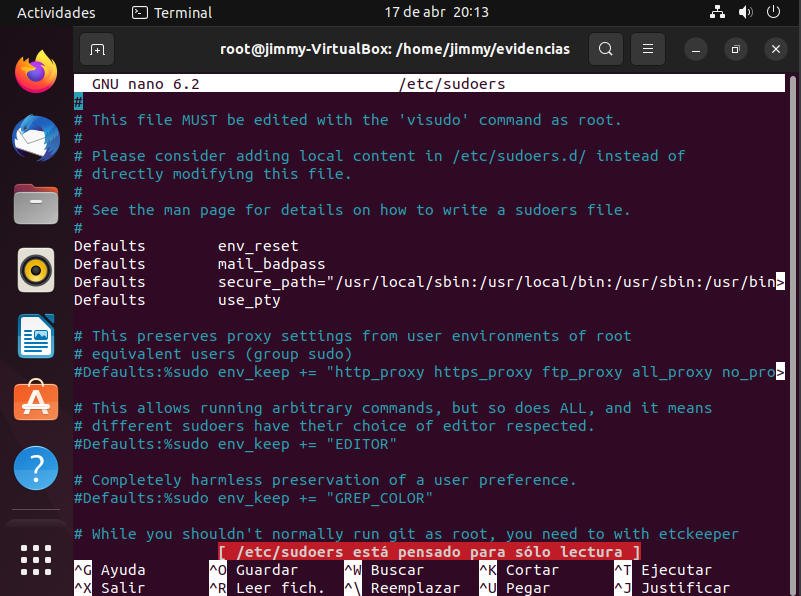 Actividades Terminal 17 de abr 20:13
root@jimmy-VirtualBox: /home/jimmy/evidencias
GNU nano 6.2 /etc/sudoers
#
# This file MUST be edited with the 'visudo' command as root.
#
# Please consider adding local content in /etc/sudoers.d/ instead of
# directly modifying this file.
#
# See the man page for details on how to write a sudoers file.
#
Defaults env_reset
Defaults mail_badpass
Defaults secure_path="/usr/local/sbin:/usr/local/bin:/usr/sbin:/usr/bin>
Defaults use_pty
# This preserves proxy settings from user environments of root
# equivalent users (group sudo)
#Defaults:%sudo env_keep += "http_proxy https_proxy ftp_proxy all_proxy no_pro>
# This allows running arbitrary commands, but so does ALL, and it means
# different sudoers have their choice of editor respected.
#Defaults:%sudo env_keep += "EDITOR"
# Completely harmless preservation of a user preference.
#Defaults:%sudo env_keep += "GREP_COLOR"
# While you shouldn't normally run git as root, you need to with etckeeper
[ /etc/sudoers está pensado para sólo lectura ]
^G Ayuda ^O Guardar ^W Buscar ^K Cortar ^T Ejecutar
^X Salir ^R Leer fich. ^\ Reemplazar ^U Pegar ^J Justificar